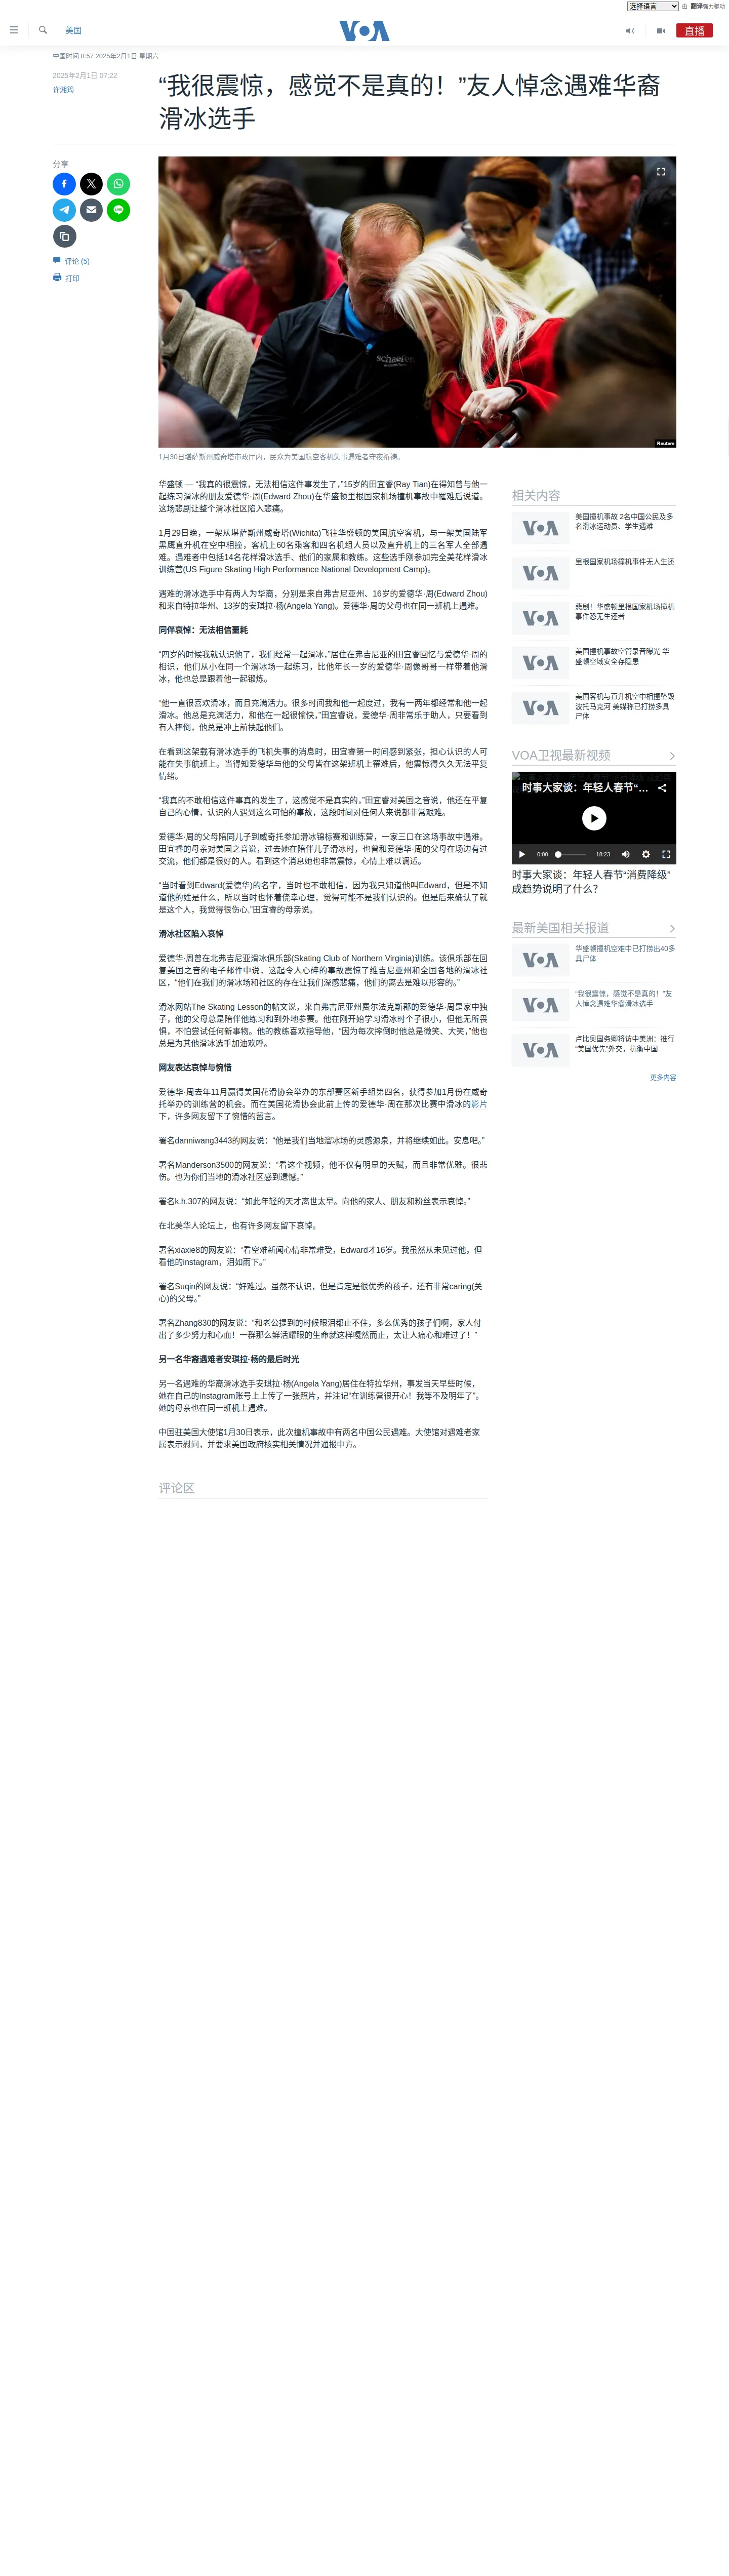 选择语言 由 翻译强力驱动
美国
VOA
直播
中国时间 8:57 2025年2月1日 星期六
2025年2月1日 07:22
许湘筠
“我很震惊，感觉不是真的！”友人悼念遇难华裔
滑冰选手
分享
评论 (5)
打印
schaefer.
Reuters
1月30日堪萨斯州威奇塔市政厅内，民众为美国航空客机失事遇难者守夜祈祷。
华盛顿 — “我真的很震惊，无法相信这件事发生了，”15岁的田宜睿(Ray Tian)在得知曾与他一
起练习滑冰的朋友爱德华·周(Edward Zhou)在华盛顿里根国家机场撞机事故中罹难后说道。
这场悲剧让整个滑冰社区陷入悲痛。
1月29日晚，一架从堪萨斯州威奇塔(Wichita)飞往华盛顿的美国航空客机，与一架美国陆军
黑鹰直升机在空中相撞，客机上60名乘客和四名机组人员以及直升机上的三名军人全部遇
难。遇难者中包括14名花样滑冰选手、他们的家属和教练。这些选手刚参加完全美花样滑冰
训练营(US Figure Skating High Performance National Development Camp)。
遇难的滑冰选手中有两人为华裔，分别是来自弗吉尼亚州、16岁的爱德华·周(Edward Zhou)
和来自特拉华州、13岁的安琪拉·杨(Angela Yang)。爱德华·周的父母也在同一班机上遇难。
同伴哀悼：无法相信噩耗
“四岁的时候我就认识他了，我们经常一起滑冰，”居住在弗吉尼亚的田宜睿回忆与爱德华·周的
相识，他们从小在同一个滑冰场一起练习，比他年长一岁的爱德华·周像哥哥一样带着他滑
冰，他也总是跟着他一起锻炼。
“他一直很喜欢滑冰，而且充满活力。很多时间我和他一起度过，我有一两年都经常和他一起
滑冰。他总是充满活力，和他在一起很愉快，”田宜睿说，爱德华·周非常乐于助人，只要看到
有人摔倒，他总是冲上前扶起他们。
在看到这架载有滑冰选手的飞机失事的消息时，田宜睿第一时间感到紧张，担心认识的人可
能在失事航班上。当得知爱德华与他的父母皆在这架班机上罹难后，他震惊得久久无法平复
情绪。
“我真的不敢相信这件事真的发生了，这感觉不是真实的，”田宜睿对美国之音说，他还在平复
自己的心情，认识的人遇到这么可怕的事故，这段时间对任何人来说都非常艰难。
爱德华·周的父母陪同儿子到威奇托参加滑冰锦标赛和训练营，一家三口在这场事故中遇难。
田宜睿的母亲对美国之音说，过去她在陪伴儿子滑冰时，也曾和爱德华·周的父母在场边有过
交流，他们都是很好的人。看到这个消息她也非常震惊，心情上难以调适。
“当时看到Edward(爱德华)的名字，当时也不敢相信，因为我只知道他叫Edward，但是不知
道他的姓是什么，所以当时也怀着侥幸心理，觉得可能不是我们认识的。但是后来确认了就
是这个人，我觉得很伤心，”田宜睿的母亲说。
滑冰社区陷入哀悼
爱德华·周曾在北弗吉尼亚滑冰俱乐部(Skating Club of Northern Virginia)训练。该俱乐部在回
复美国之音的电子邮件中说，这起令人心碎的事故震惊了维吉尼亚州和全国各地的滑冰社
区，“他们在我们的滑冰场和社区的存在让我们深感悲痛，他们的离去是难以形容的。”
滑冰网站The Skating Lesson的帖文说，来自弗吉尼亚州费尔法克斯郡的爱德华·周是家中独
子，他的父母总是陪伴他练习和到外地参赛。他在刚开始学习滑冰时个子很小，但他无所畏
惧，不怕尝试任何新事物。他的教练喜欢指导他，“因为每次摔倒时他总是微笑、大笑，”他也
总是为其他滑冰选手加油欢呼。
网友表达哀悼与惋惜
爱德华·周去年11月赢得美国花滑协会举办的东部赛区新手组第四名，获得参加1月份在威奇
托举办的训练营的机会。而在美国花滑协会此前上传的爱德华·周在那次比赛中滑冰的影片
下，许多网友留下了惋惜的留言。
署名danniwang3443的网友说：“他是我们当地溜冰场的灵感源泉，并将继续如此。安息吧。”
署名Manderson3500的网友说：“看这个视频，他不仅有明显的天赋，而且非常优雅。很悲
伤。也为你们当地的滑冰社区感到遗憾。”
署名k.h.307的网友说：“如此年轻的天才离世太早。向他的家人、朋友和粉丝表示哀悼。”
在北美华人论坛上，也有许多网友留下哀悼。
署名xiaxie8的网友说：“看空难新闻心情非常难受，Edward才16岁。我虽然从未见过他，但
看他的instagram，泪如雨下。”
署名Suqin的网友说：“好难过。虽然不认识，但是肯定是很优秀的孩子，还有非常caring(关
心)的父母。”
署名Zhang830的网友说：“和老公提到的时候眼泪都止不住，多么优秀的孩子们啊，家人付
出了多少努力和心血！一群那么鲜活耀眼的生命就这样嘎然而止，太让人痛心和难过了！”
另一名华裔遇难者安琪拉·杨的最后时光
另一名遇难的华裔滑冰选手安琪拉·杨(Angela Yang)居住在特拉华州，事发当天早些时候，
她在自己的Instagram账号上上传了一张照片，并注记“在训练营很开心！我等不及明年了”。
她的母亲也在同一班机上遇难。
中国驻美国大使馆1月30日表示，此次撞机事故中有两名中国公民遇难。大使馆对遇难者家
属表示慰问，并要求美国政府核实相关情况并通报中方。
评论区
相关内容
VOA
美国撞机事故 2名中国公民及多
名滑冰运动员、学生遇难
VOA
里根国家机场撞机事件无人生还
VOA
悲剧！华盛顿里根国家机场撞机
事件恐无生还者
VOA
美国撞机事故空管录音曝光 华
盛顿空域安全存隐患
VOA
美国客机与直升机空中相撞坠毁
波托马克河 美媒称已打捞多具
尸体
VOA卫视最新视频
时事大家谈：年轻人春节“...
0:00
18:23
时事大家谈：年轻人春节“消费降级”
成趋势说明了什么？
最新美国相关报道
VOA
华盛顿撞机空难中已打捞出40多
具尸体
VOA
“我很震惊，感觉不是真的！”友
人悼念遇难华裔滑冰选手
VOA
卢比奥国务卿将访中美洲：推行
“美国优先”外交，抗衡中国
更多内容